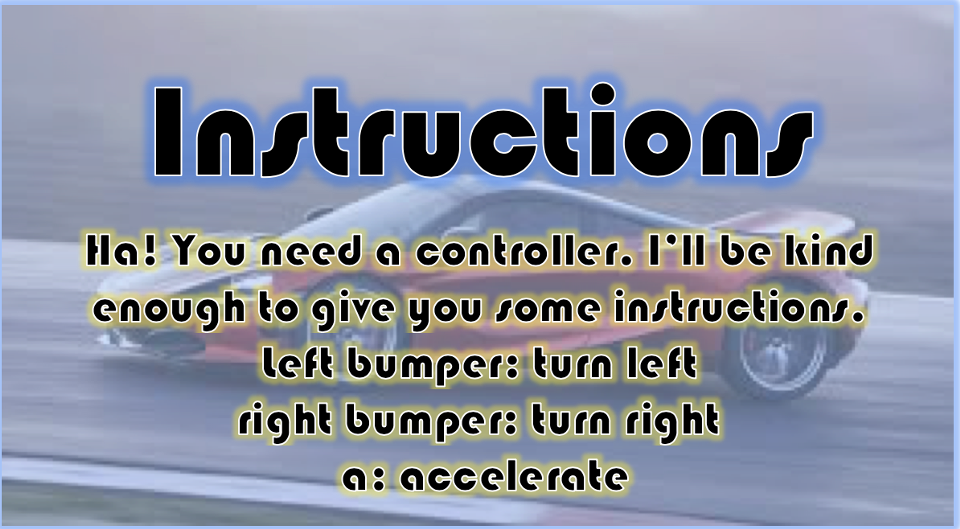 Instructions
Ha! You need a controller. I'll be kind
enough to give you some instructions.
Left bumper: turn left
right bumper: turn right
a: accelerate